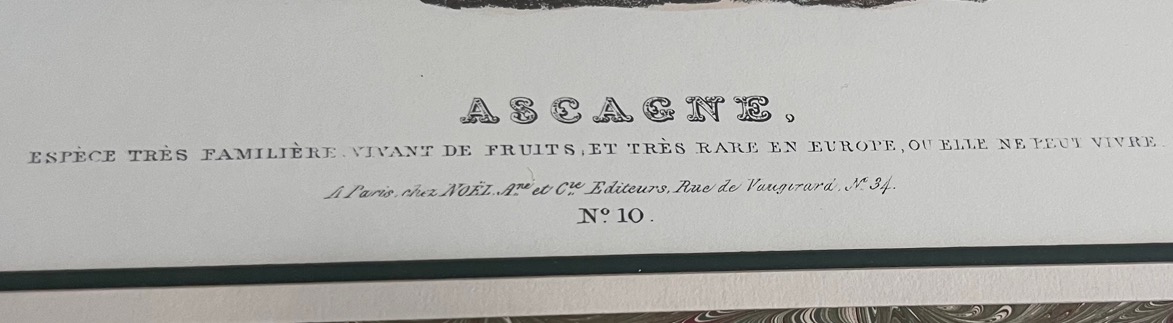 ASCAGNE,
ESPÈCE TRÈS FAMILIÈRE, VIVANT DE FRUITS, ET TRÈS RARE EN EUROPE, OU ELLE NE PEUT VIVRE.
A Paris, chez NOËL, Ané et Cie Editeurs, Rue de Vaugirard, N° 34.
N° 10.